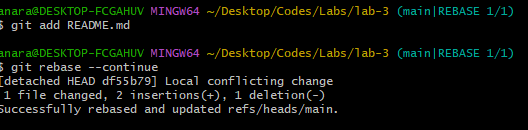 anara@DESKTOP-FCGAHUV MINGW64 ~/Desktop/Codes/Labs/lab-3 (main|REBASE 1/1)
$ git add README.md
anara@DESKTOP-FCGAHUV MINGW64 ~/Desktop/Codes/Labs/lab-3 (main|REBASE 1/1)
$ git rebase --continue
[detached HEAD df55b79] Local conflicting change
1 file changed, 2 insertions(+), 1 deletion(-)
Successfully rebased and updated refs/heads/main.